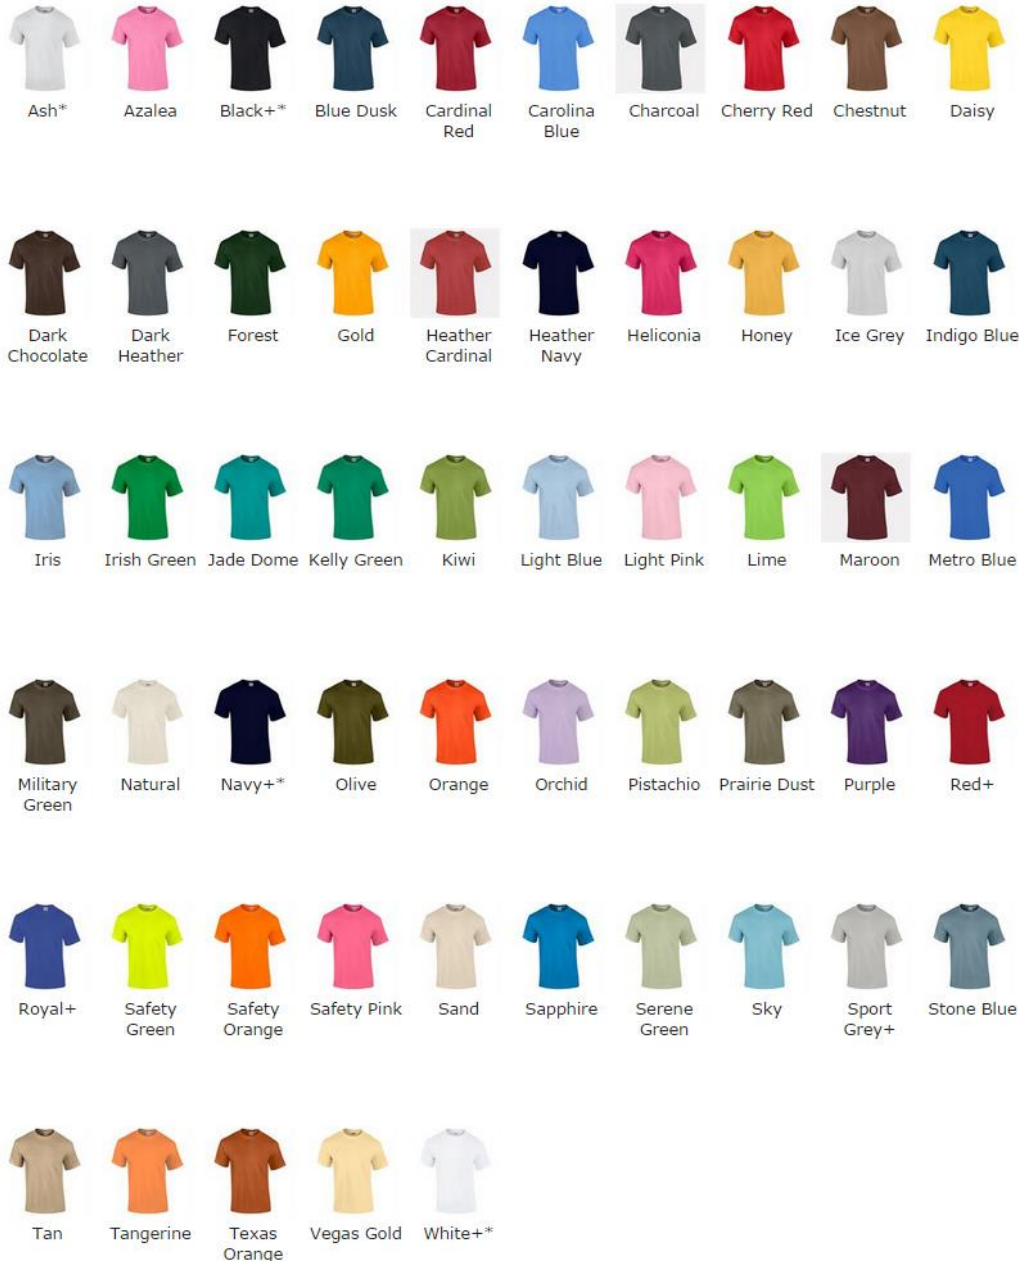 Ash*
Azalea
Black+*
Blue Dusk
Cardinal
Red
Carolina
Blue
Charcoal
Cherry Red
Chestnut
Daisy
Dark
Chocolate
Dark
Heather
Forest
Gold
Heather
Cardinal
Heather
Navy
Heliconia
Honey
Ice Grey
Indigo Blue
Iris
Irish Green
Jade Dome
Kelly Green
Kiwi
Light Blue
Light Pink
Lime
Maroon
Metro Blue
Military
Green
Natural
Navy+*
Olive
Orange
Orchid
Pistachio
Prairie Dust
Purple
Red+
Royal+
Safety
Green
Safety
Orange
Safety Pink
Sand
Sapphire
Serene
Green
Sky
Sport
Grey+
Stone Blue
Tan
Tangerine
Texas
Orange
Vegas Gold
White+*